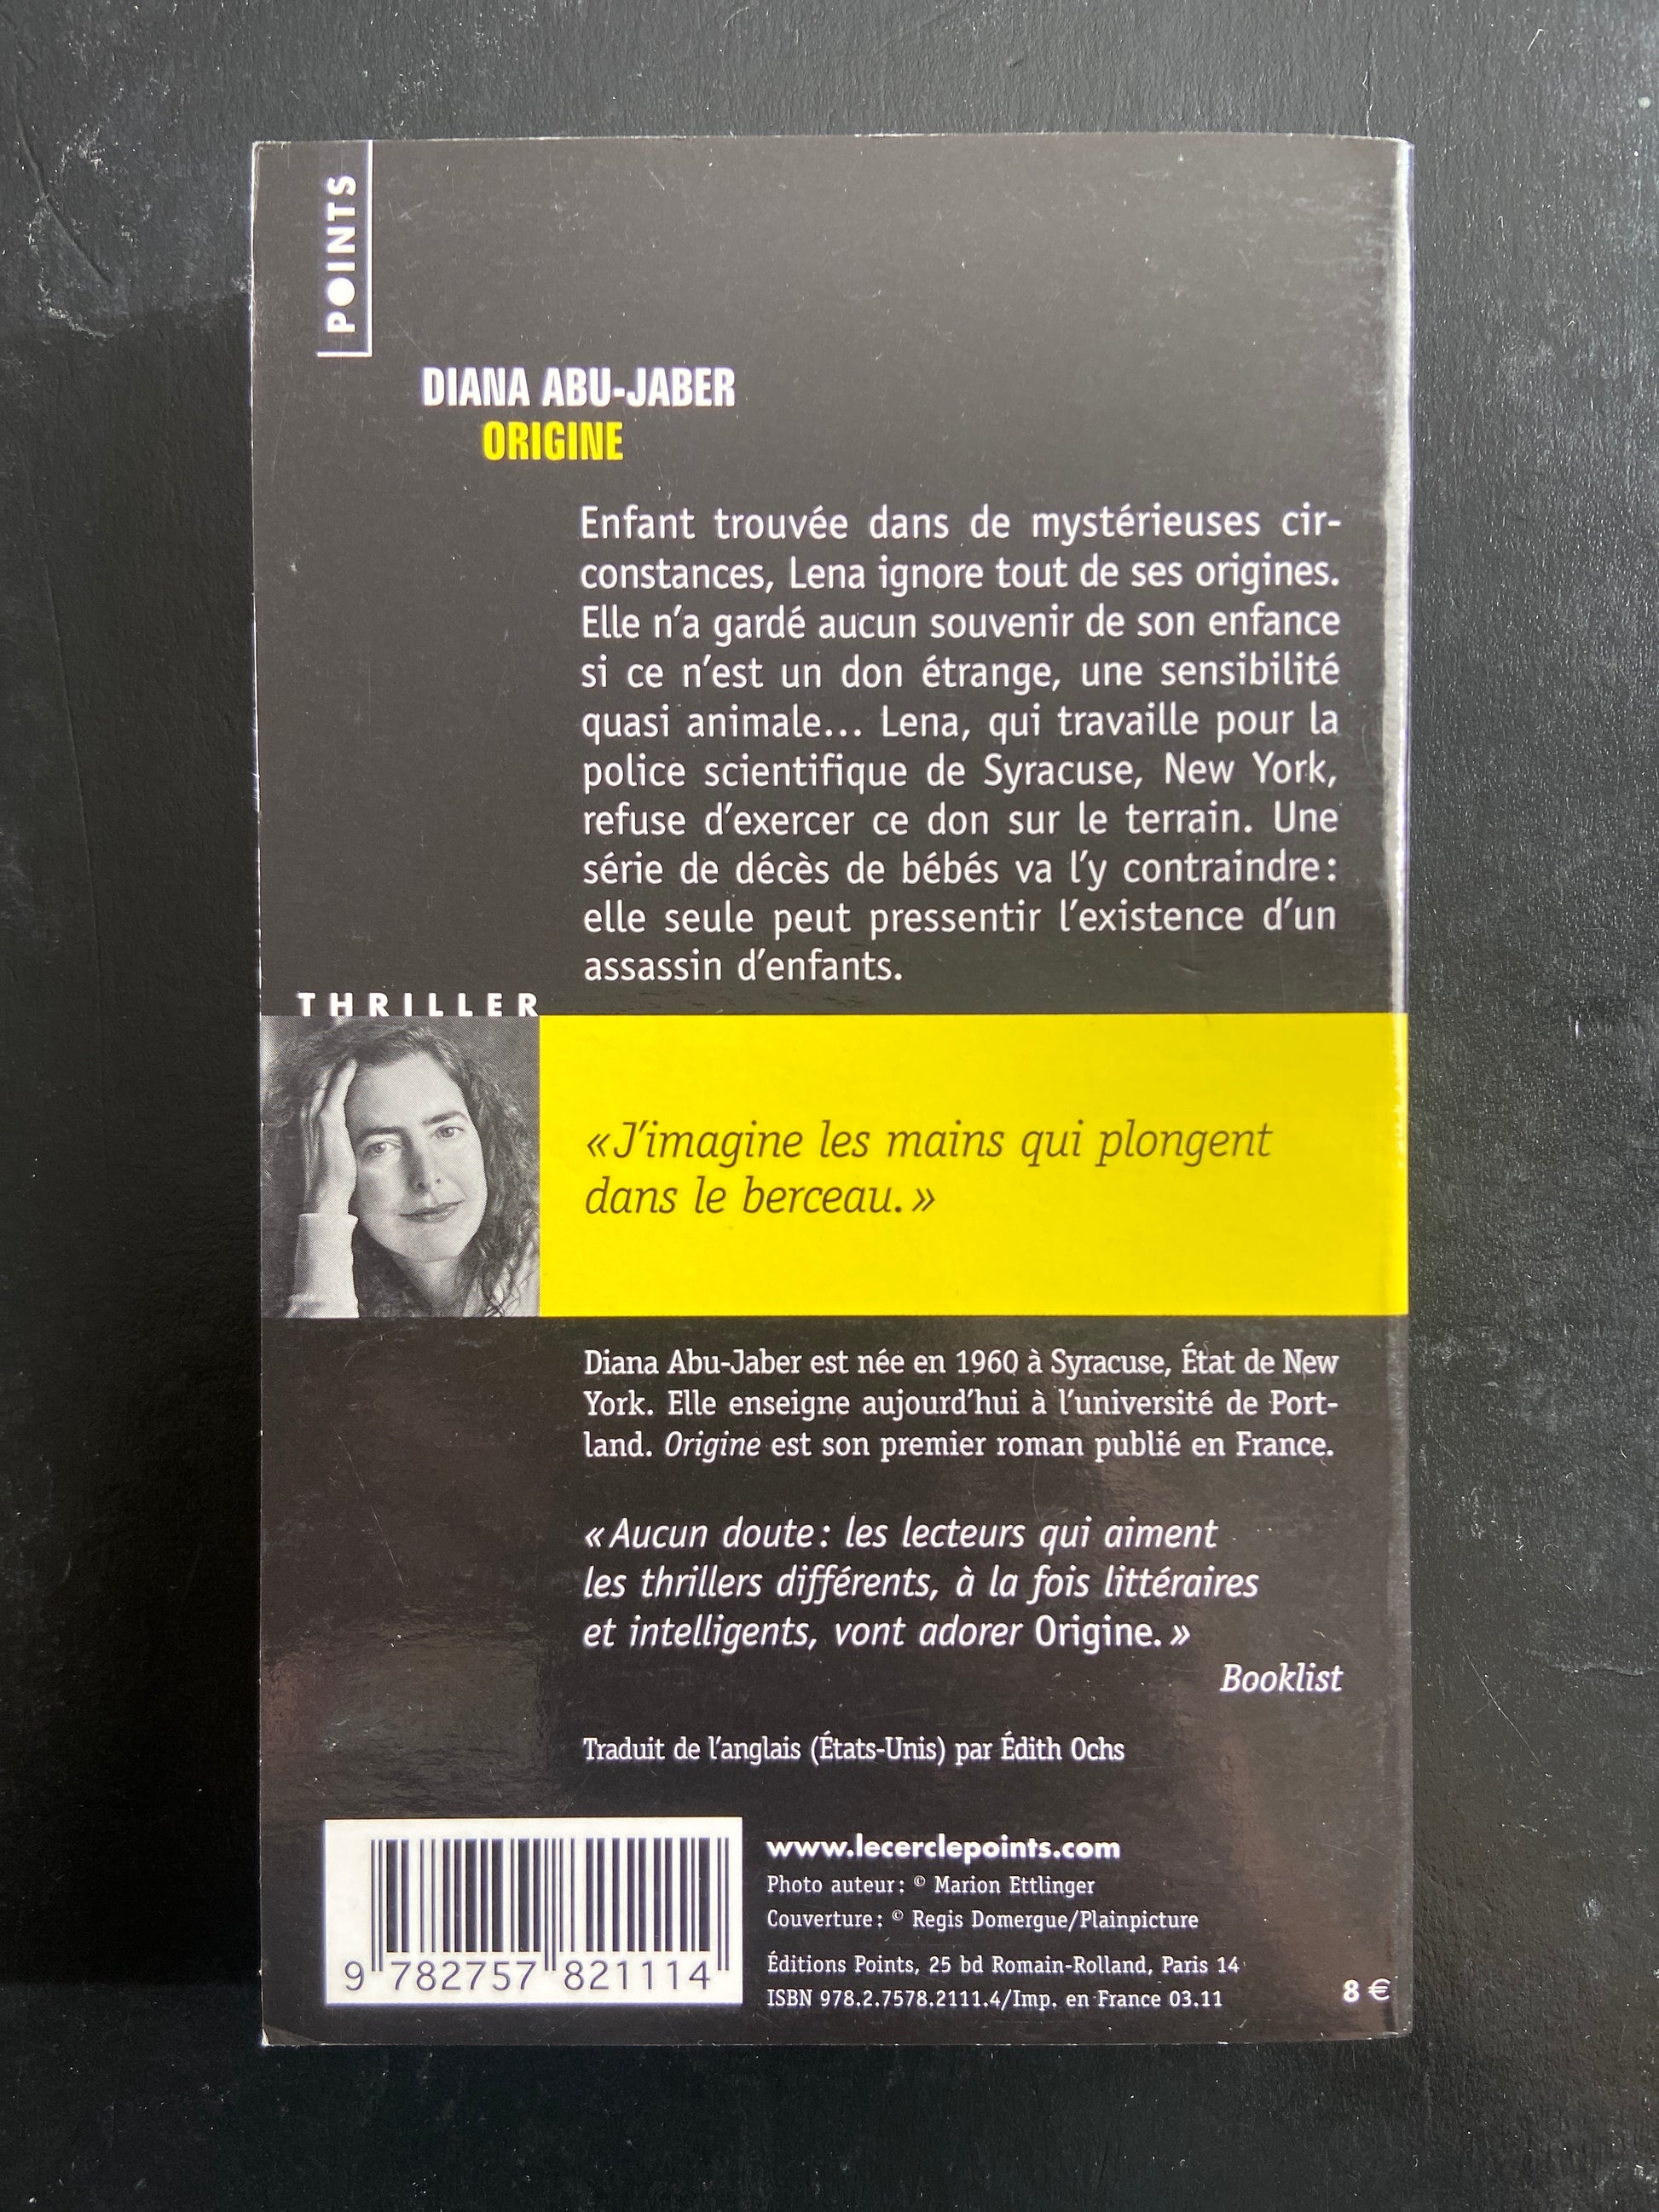 POINTS
DIANA ABU-JABER
ORIGINE
Enfant trouvée dans de mystérieuses cir-
constances, Lena ignore tout de ses origines.
Elle n'a gardé aucun souvenir de son enfance
si ce n'est un don étrange, une sensibilité
quasi animale... Lena, qui travaille pour la
police scientifique de Syracuse, New York,
refuse d'exercer ce don sur le terrain. Une
série de décès de bébés va l'y contraindre :
elle seule peut pressentir l'existence d'un
assassin d'enfants.
THRILLER
« J'imagine les mains qui plongent
dans le berceau. »
Diana Abu-Jaber est née en 1960 à Syracuse, État de New
York. Elle enseigne aujourd'hui à l'université de Port-
land. Origine est son premier roman publié en France.
« Aucun doute : les lecteurs qui aiment
les thrillers différents, à la fois littéraires
et intelligents, vont adorer Origine. »
Booklist
Traduit de l'anglais (États-Unis) par Édith Ochs
9 782757 821114
www.lecerclepoints.com
Photo auteur : © Marion Ettlinger
Couverture : © Regis Domergue/Plainpicture
Éditions Points, 25 bd Romain-Rolland, Paris 14
ISBN 978.2.7578.2111.4/Imp. en France 03.11
8 €